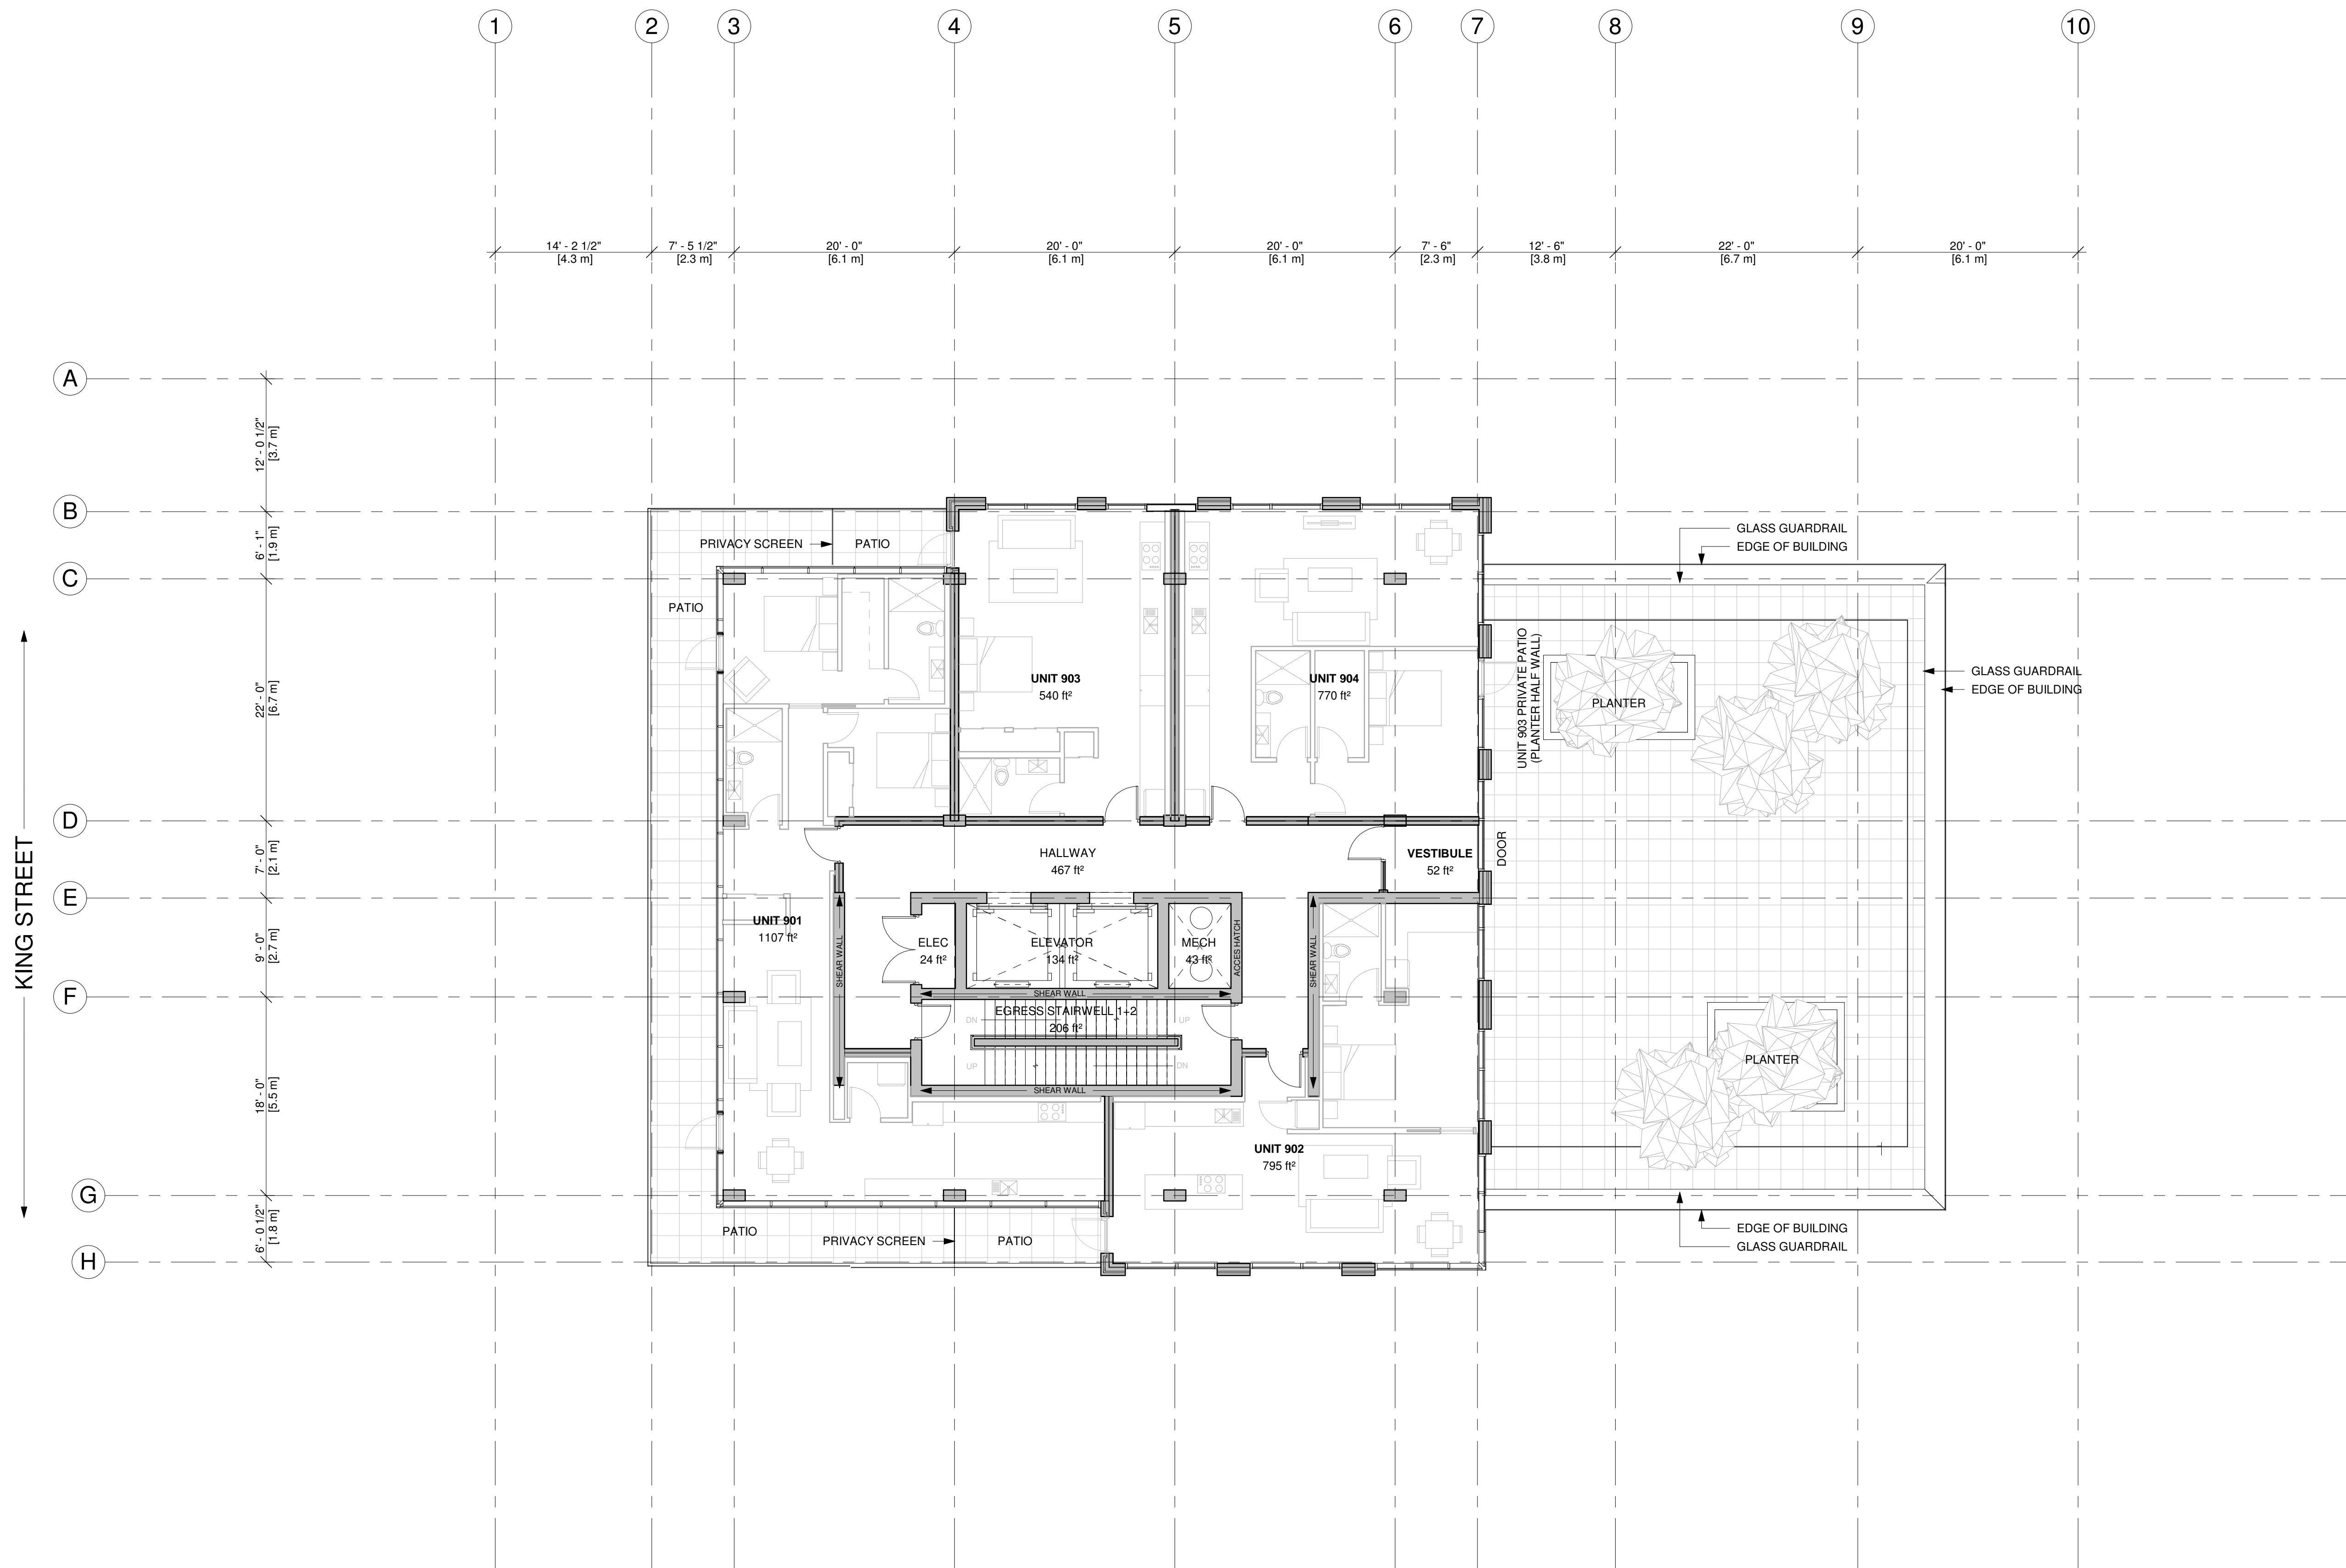 1
2
3
4
5
6
7
8
9
10
14' - 2 1/2"
[4.3 m]
7' - 5 1/2"
[2.3 m]
20' - 0"
[6.1 m]
20' - 0"
[6.1 m]
20' - 0"
[6.1 m]
7' - 6"
[2.3 m]
12' - 6"
[3.8 m]
22' - 0"
[6.7 m]
20' - 0"
[6.1 m]
A
B
C
D
E
F
G
H
12' - 0 1/2"
[3.7 m]
6' - 1"
[1.9 m]
22' - 0"
[6.7 m]
7' - 0"
[2.1 m]
9' - 0"
[2.7 m]
18' - 0"
[5.5 m]
6' - 0 1/2"
[1.8 m]
KING STREET
PRIVACY SCREEN
PATIO
PATIO
UNIT 903
540 ft²
UNIT 904
770 ft²
GLASS GUARDRAIL
EDGE OF BUILDING
GLASS GUARDRAIL
EDGE OF BUILDING
UNIT 903 PRIVATE PATIO
(PLANTER HALF WALL)
PLANTER
HALLWAY
467 ft²
VESTIBULE
52 ft²
DOOR
UNIT 901
1107 ft²
SHEAR WALL
ELEC
24 ft²
ELEVATOR
134 ft²
MECH
43 ft²
ACCES HATCH
SHEAR WALL
SHEAR WALL
EGRESS STAIRWELL 1+2
206 ft²
DN
UP
UP
DN
SHEAR WALL
PLANTER
UNIT 902
795 ft²
PATIO
PRIVACY SCREEN
PATIO
EDGE OF BUILDING
GLASS GUARDRAIL